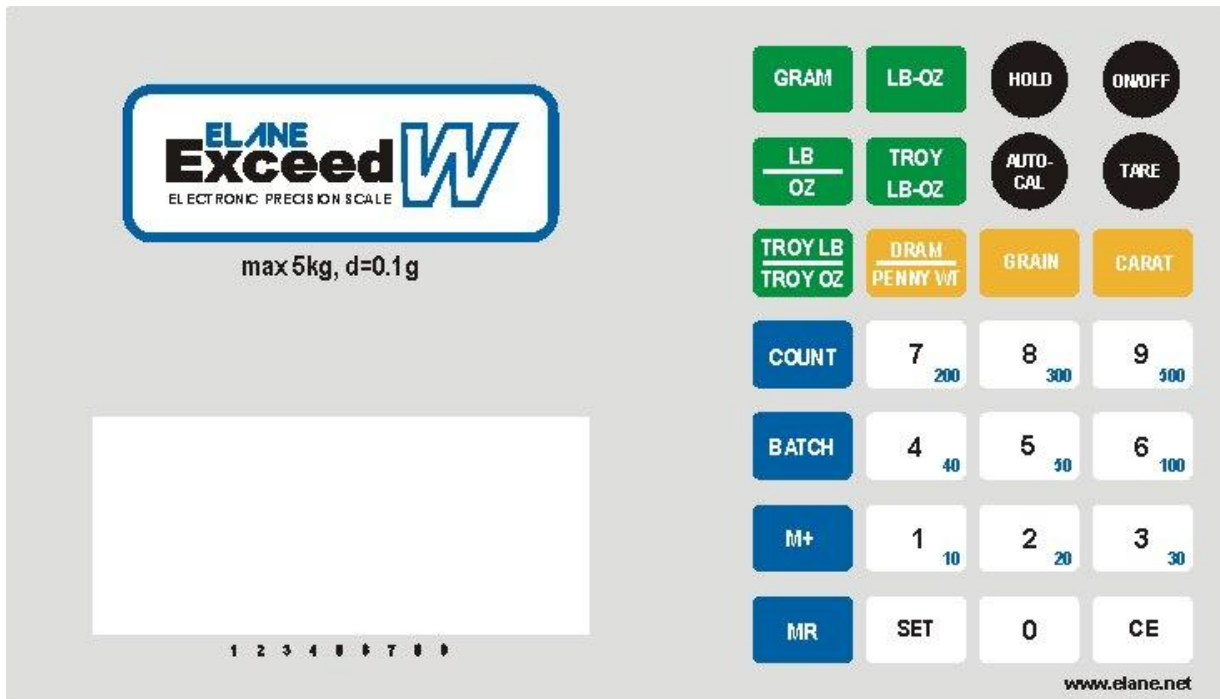 ELANE
Exceed W
ELECTRONIC PRECISION SCALE
max 5kg, d=0.1g
GRAM
LB-OZ
HOLD
ON/OFF
LB
OZ
TROY
LB-OZ
AUTO-
CAL
TARE
TROY LB
TROY OZ
DRAM
PENNY WT
GRAIN
CARAT
COUNT
7 200
8 300
9 500
BATCH
4 40
5 50
6 100
M+
1 10
2 20
3 30
MR
SET
0
CE
1 2 3 4 5 6 7 8 9
www.elane.net